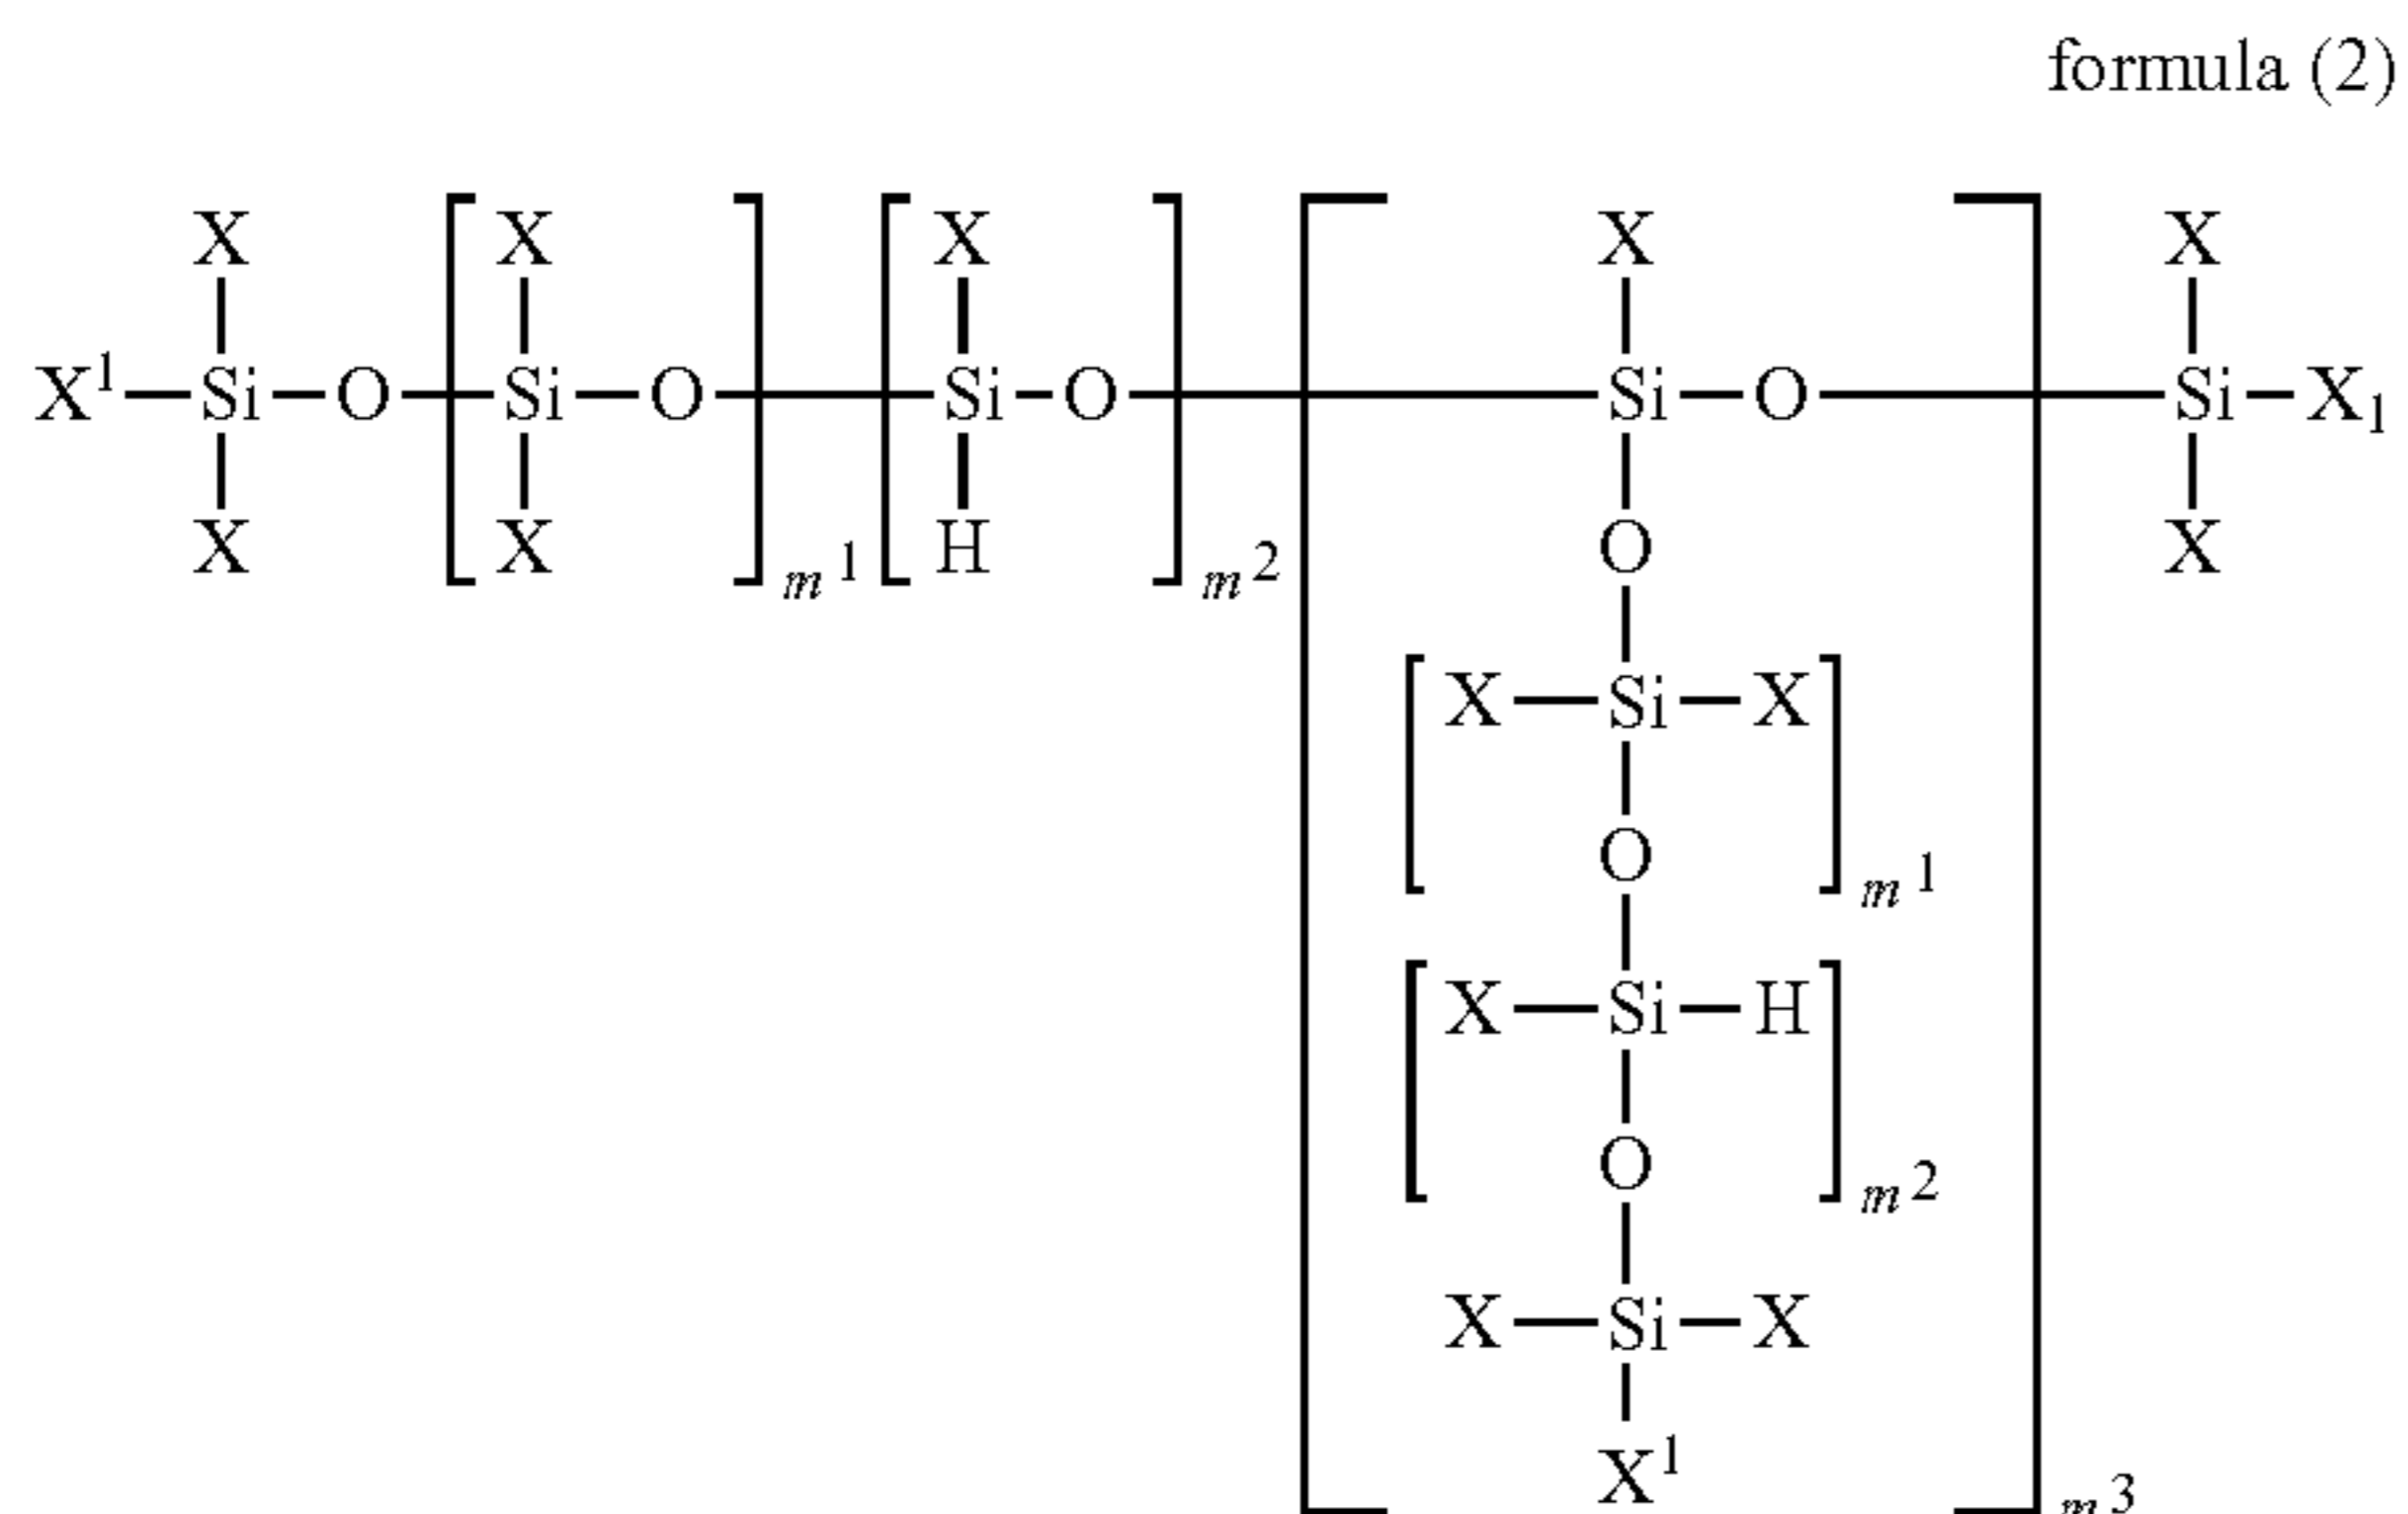 formula (2)
X X X X X
X¹—Si—O—[Si—O—]m¹[Si—O—]m²[—Si—O—]—Si—X₁
X X H O X
[X—Si—X]m¹
O
[X—Si—H]m²
O
X—Si—X
X¹
m³